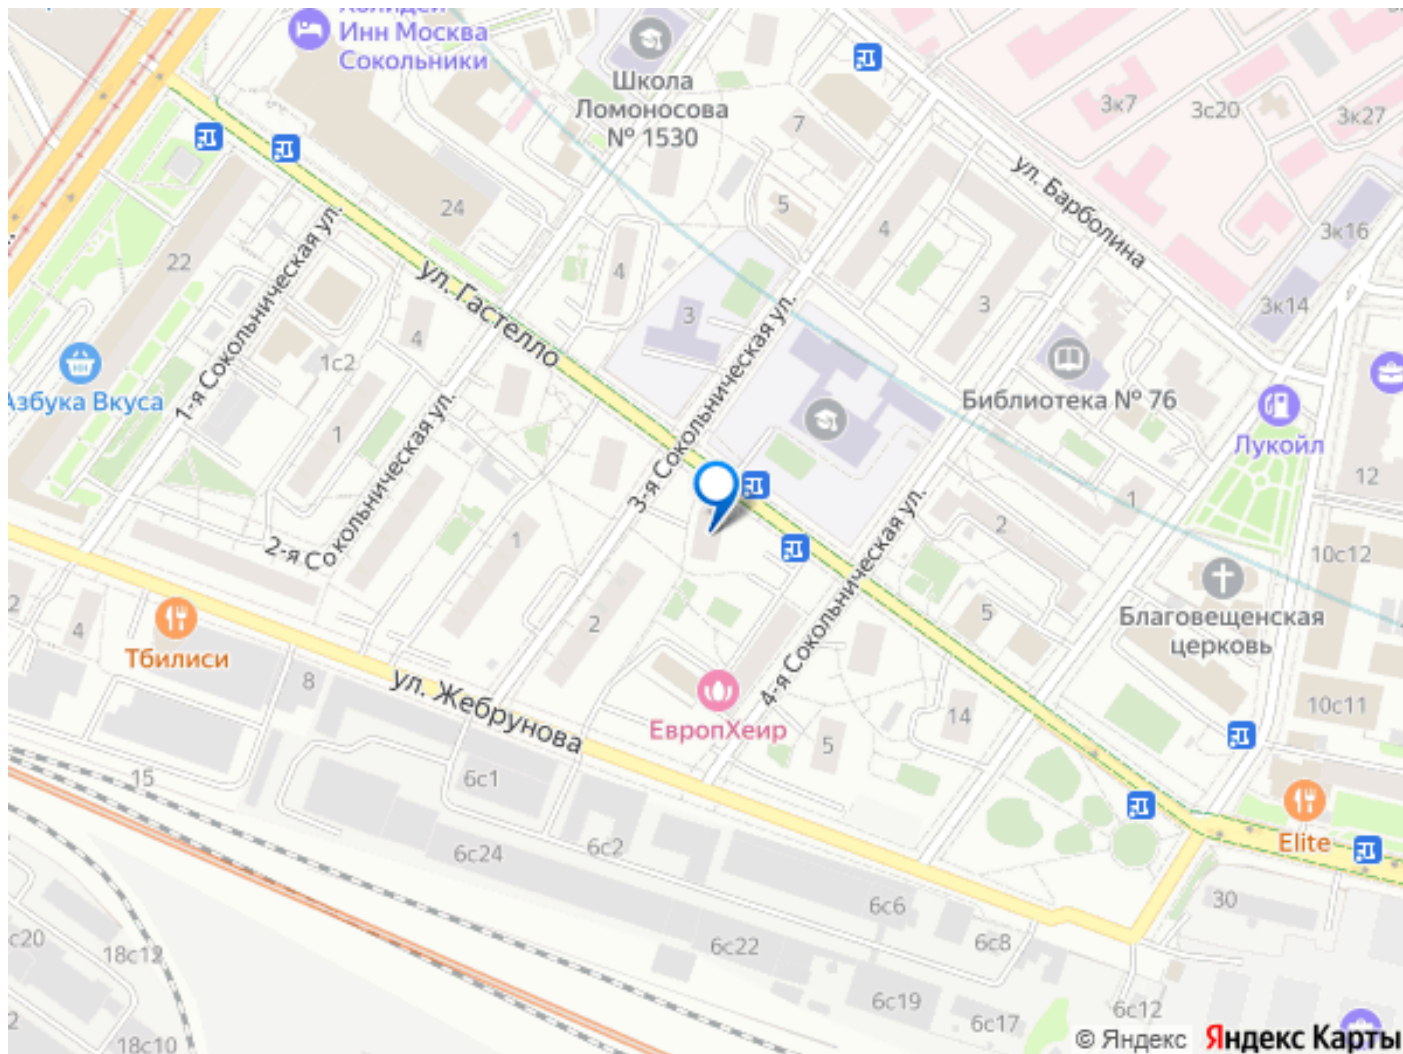 Холидей
Инн Москва
Сокольники
Школа
Ломоносова
№ 1530
7
3к7
3с20
3к27
ул. Барболина
24
5
4
3к16
22
1-я Сокольническая ул.
ул. Гастелло
4
3
3
3к14
4
1с2
Азбука Вкуса
2-я Сокольническая ул.
3-я Сокольническая ул.
Библиотека № 76
Лукойл
1
12
1
1
2
4-я Сокольническая ул.
10с12
2
4
2
5
Благовещенская
церковь
Тбилиси
8
ул. Жебрунова
ЕвропХеир
5
14
10с11
15
6с1
6с24
6с2
Elite
6с6
30
с20
18с12
6с22
6с8
6с19
6с17
6с12
2
18с10
© Яндекс Яндекс Карты